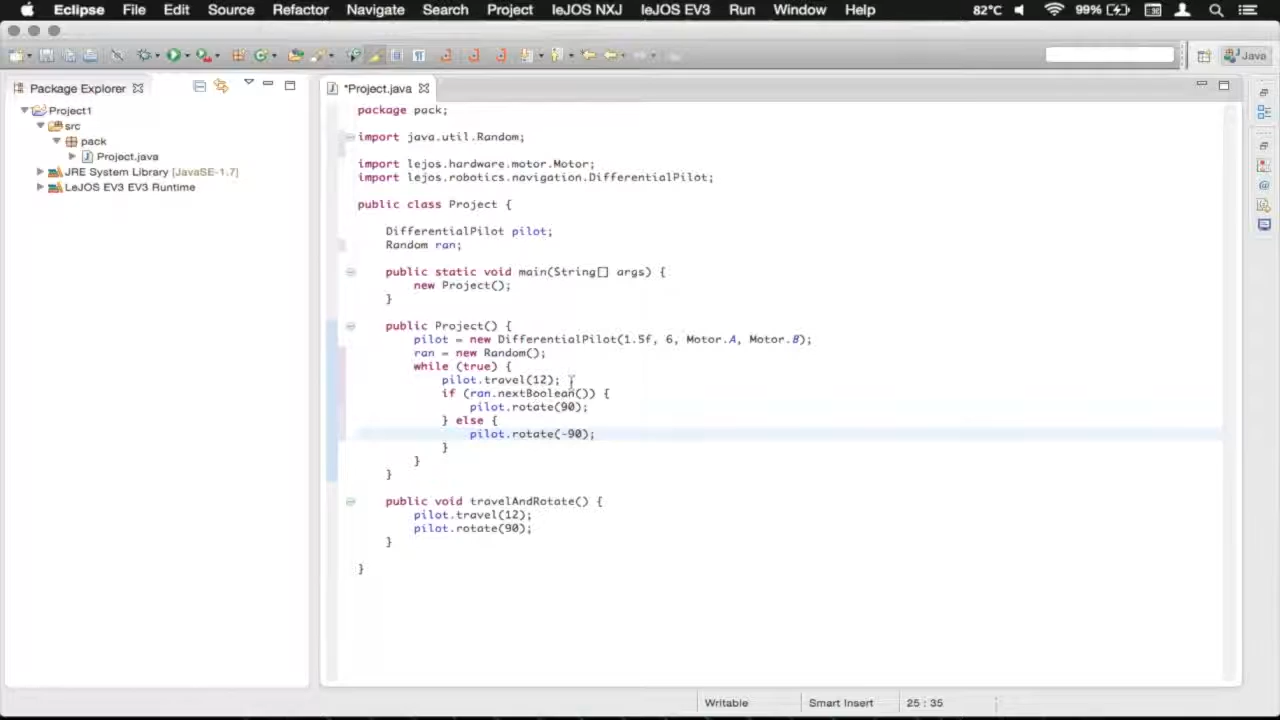 Eclipse File Edit Source Refactor Navigate Search Project leJOS NXJ leJOS EV3 Run Window Help 82°C 99%
Java
Package Explorer
Project1
src
pack
Project.java
JRE System Library [JavaSE-1.7]
LeJOS EV3 EV3 Runtime
*Project.java
package pack;
import java.util.Random;
import lejos.hardware.motor.Motor;
import lejos.robotics.navigation.DifferentialPilot;
public class Project {
DifferentialPilot pilot;
Random ran;
public static void main(String[] args) {
new Project();
}
public Project() {
pilot = new DifferentialPilot(1.5f, 6, Motor.A, Motor.B);
ran = new Random();
while (true) {
pilot.travel(12);
if (ran.nextBoolean()) {
pilot.rotate(90);
} else {
pilot.rotate(-90);
}
}
}
public void travelAndRotate() {
pilot.travel(12);
pilot.rotate(90);
}
}
Writable Smart Insert 25 : 35